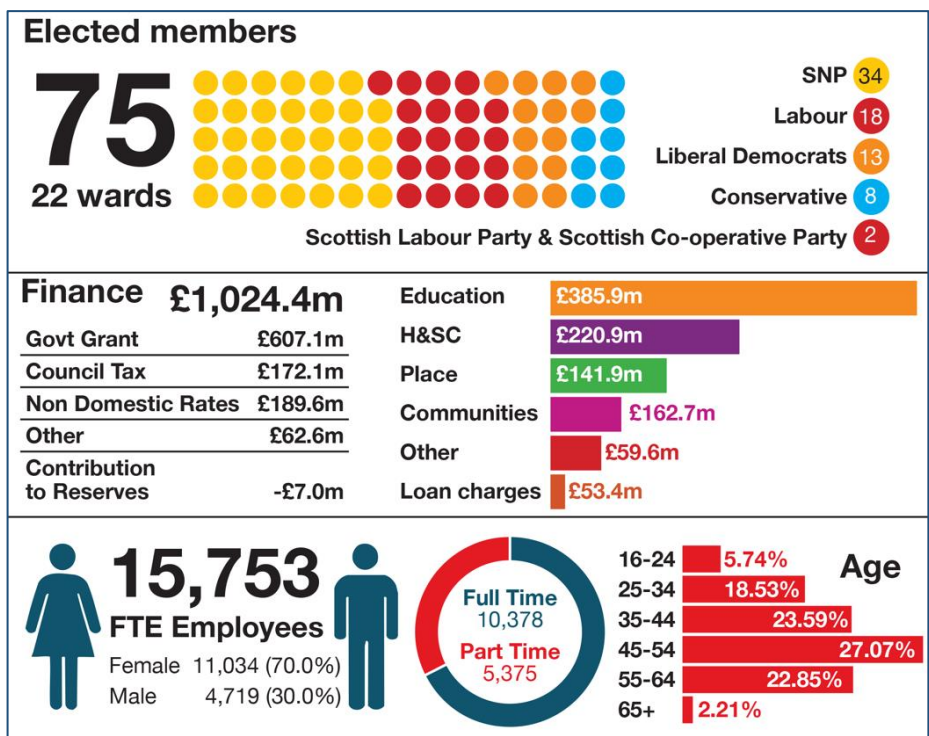 Elected members
75
22 wards
SNP 34
Labour 18
Liberal Democrats 13
Conservative 8
Scottish Labour Party & Scottish Co-operative Party 2
Finance £1,024.4m
Govt Grant £607.1m
Council Tax £172.1m
Non Domestic Rates £189.6m
Other £62.6m
Contribution
to Reserves -£7.0m
Education £385.9m
H&SC £220.9m
Place £141.9m
Communities £162.7m
Other £59.6m
Loan charges £53.4m
15,753
FTE Employees
Female 11,034 (70.0%)
Male 4,719 (30.0%)
Full Time
10,378
Part Time
5,375
Age
16-24 5.74%
25-34 18.53%
35-44 23.59%
45-54 27.07%
55-64 22.85%
65+ 2.21%